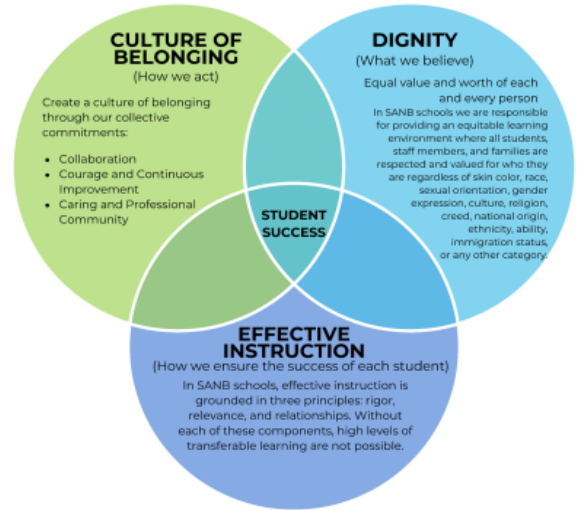 CULTURE OF
BELONGING
(How we act)
Create a culture of belonging
through our collective
commitments:
• Collaboration
• Courage and Continuous
Improvement
• Caring and Professional
Community
DIGNITY
(What we believe)
Equal value and worth of each
and every person
In SANB schools we are responsible
for providing an equitable learning
environment where all students,
staff members, and families are
respected and valued for who they
are regardless of skin color, race,
sexual orientation, gender
expression, culture, religion,
creed, national origin,
ethnicity, ability,
immigration status,
or any other category.
STUDENT
SUCCESS
EFFECTIVE
INSTRUCTION
(How we ensure the success of each student)
In SANB schools, effective instruction is
grounded in three principles: rigor,
relevance, and relationships. Without
each of these components, high levels of
transferable learning are not possible.